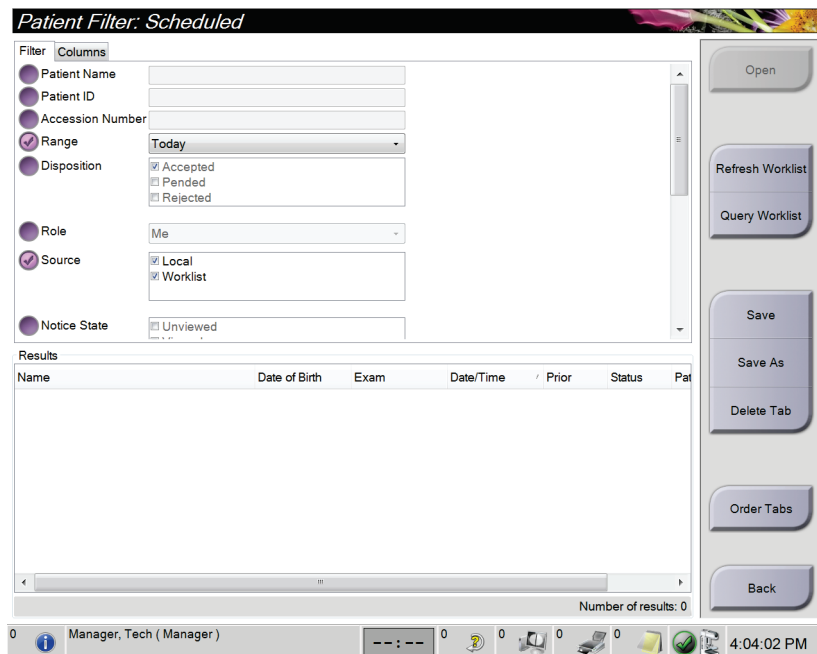 Patient Filter: Scheduled
Filter Columns
Patient Name
Patient ID
Accession Number
Range Today
Disposition Accepted
Pended
Rejected
Role Me
Source Local
Worklist
Notice State Unviewed
Open
Refresh Worklist
Query Worklist
Save
Save As
Delete Tab
Order Tabs
Back
Results
Name Date of Birth Exam Date/Time Prior Status Pat
Number of results: 0
0 Manager, Tech ( Manager ) --:-- 0 0 0 0 4:04:02 PM